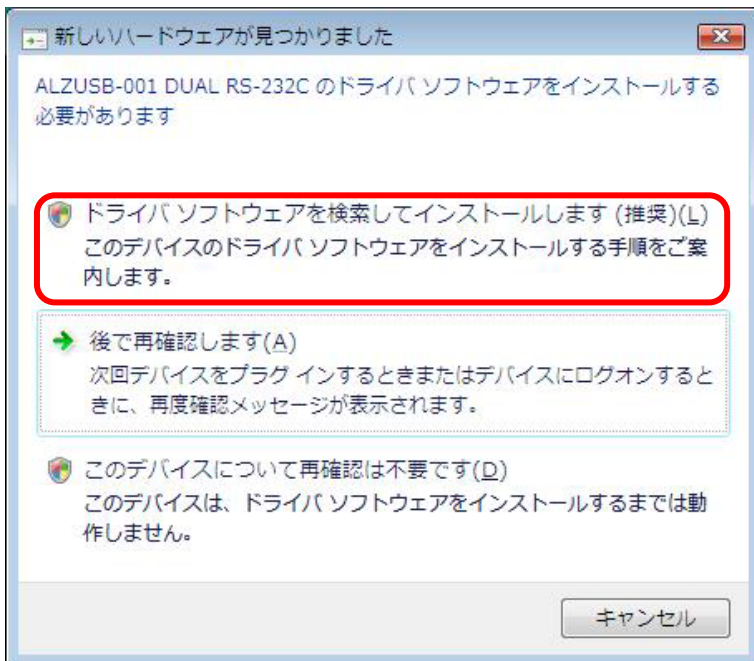 新しいハードウェアが見つかりました
ALZUSB-001 DUAL RS-232C のドライバ ソフトウェアをインストールする
必要があります
ドライバ ソフトウェアを検索してインストールします (推奨)(L)
このデバイスのドライバ ソフトウェアをインストールする手順をご案
内します。
後で再確認します(A)
次回デバイスをプラグ インするときまたはデバイスにログオンすると
きに、再度確認メッセージが表示されます。
このデバイスについて再確認は不要です(D)
このデバイスは、ドライバ ソフトウェアをインストールするまでは動
作しません。
キャンセル